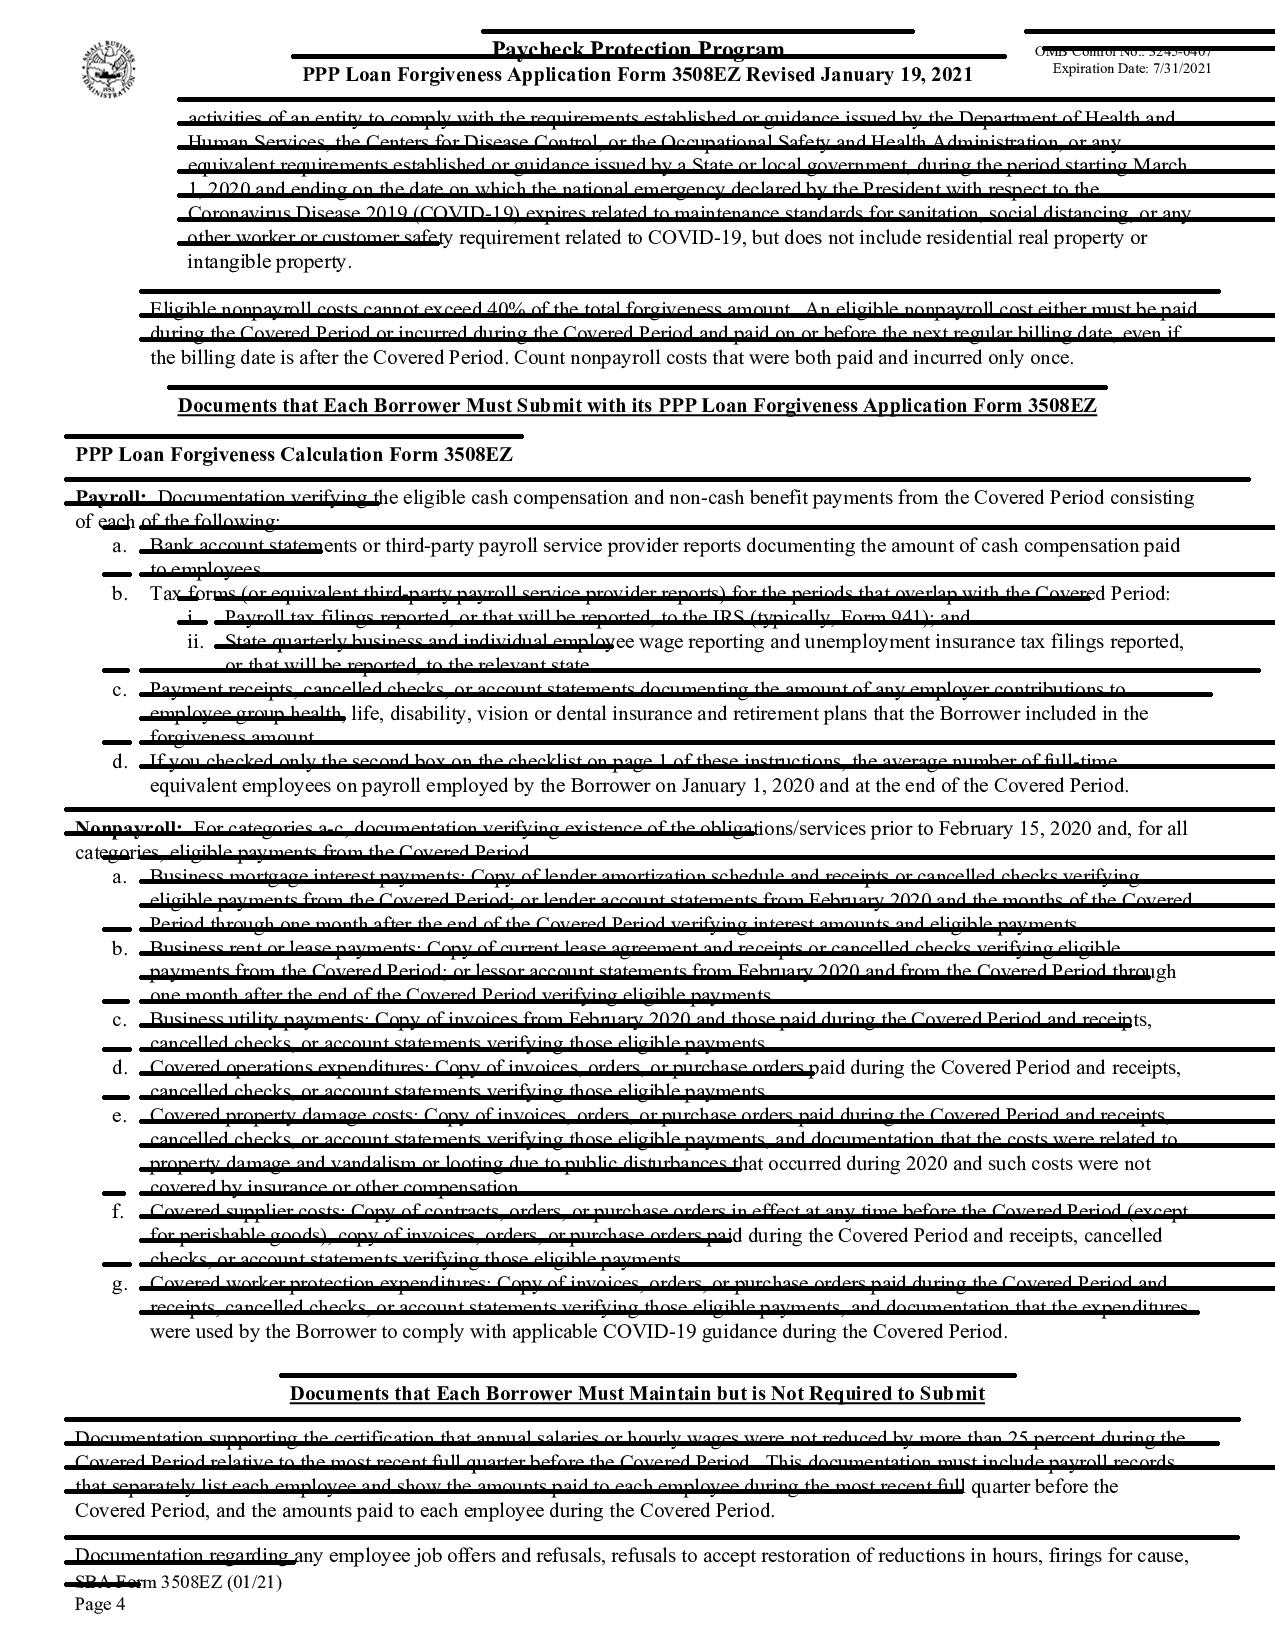 Paycheck Protection Program
OMB Control No.: 3245-0407
PPP Loan Forgiveness Application Form 3508EZ Revised January 19, 2021
Expiration Date: 7/31/2021
activities of an entity to comply with the requirements established or guidance issued by the Department of Health and
Human Services, the Centers for Disease Control, or the Occupational Safety and Health Administration, or any
equivalent requirements established or guidance issued by a State or local government, during the period starting March
1, 2020 and ending on the date on which the national emergency declared by the President with respect to the
Coronavirus Disease 2019 (COVID-19) expires related to maintenance standards for sanitation, social distancing, or any
other worker or customer safety requirement related to COVID-19, but does not include residential real property or
intangible property.
Eligible nonpayroll costs cannot exceed 40% of the total forgiveness amount. An eligible nonpayroll cost either must be paid
during the Covered Period or incurred during the Covered Period and paid on or before the next regular billing date, even if
the billing date is after the Covered Period. Count nonpayroll costs that were both paid and incurred only once.
Documents that Each Borrower Must Submit with its PPP Loan Forgiveness Application Form 3508EZ
PPP Loan Forgiveness Calculation Form 3508EZ
Payroll: Documentation verifying the eligible cash compensation and non-cash benefit payments from the Covered Period consisting
of each of the following:
a. Bank account statements or third-party payroll service provider reports documenting the amount of cash compensation paid
to employees.
b. Tax forms (or equivalent third-party payroll service provider reports) for the periods that overlap with the Covered Period:
i. Payroll tax filings reported, or that will be reported, to the IRS (typically, Form 941); and
ii. State quarterly business and individual employee wage reporting and unemployment insurance tax filings reported,
or that will be reported, to the relevant state.
c. Payment receipts, cancelled checks, or account statements documenting the amount of any employer contributions to
employee group health, life, disability, vision or dental insurance and retirement plans that the Borrower included in the
forgiveness amount.
d. If you checked only the second box on the checklist on page 1 of these instructions, the average number of full-time
equivalent employees on payroll employed by the Borrower on January 1, 2020 and at the end of the Covered Period.
Nonpayroll: For categories a-c, documentation verifying existence of the obligations/services prior to February 15, 2020 and, for all
categories, eligible payments from the Covered Period.
a. Business mortgage interest payments: Copy of lender amortization schedule and receipts or cancelled checks verifying
eligible payments from the Covered Period; or lender account statements from February 2020 and the months of the Covered
Period through one month after the end of the Covered Period verifying interest amounts and eligible payments.
b. Business rent or lease payments: Copy of current lease agreement and receipts or cancelled checks verifying eligible
payments from the Covered Period; or lessor account statements from February 2020 and from the Covered Period through
one month after the end of the Covered Period verifying eligible payments.
c. Business utility payments: Copy of invoices from February 2020 and those paid during the Covered Period and receipts,
cancelled checks, or account statements verifying those eligible payments.
d. Covered operations expenditures: Copy of invoices, orders, or purchase orders paid during the Covered Period and receipts,
cancelled checks, or account statements verifying those eligible payments.
e. Covered property damage costs: Copy of invoices, orders, or purchase orders paid during the Covered Period and receipts,
cancelled checks, or account statements verifying those eligible payments, and documentation that the costs were related to
property damage and vandalism or looting due to public disturbances that occurred during 2020 and such costs were not
covered by insurance or other compensation.
f. Covered supplier costs: Copy of contracts, orders, or purchase orders in effect at any time before the Covered Period (except
for perishable goods), copy of invoices, orders, or purchase orders paid during the Covered Period and receipts, cancelled
checks, or account statements verifying those eligible payments.
g. Covered worker protection expenditures: Copy of invoices, orders, or purchase orders paid during the Covered Period and
receipts, cancelled checks, or account statements verifying those eligible payments, and documentation that the expenditures
were used by the Borrower to comply with applicable COVID-19 guidance during the Covered Period.
Documents that Each Borrower Must Maintain but is Not Required to Submit
Documentation supporting the certification that annual salaries or hourly wages were not reduced by more than 25 percent during the
Covered Period relative to the most recent full quarter before the Covered Period. This documentation must include payroll records
that separately list each employee and show the amounts paid to each employee during the most recent full quarter before the
Covered Period, and the amounts paid to each employee during the Covered Period.
Documentation regarding any employee job offers and refusals, refusals to accept restoration of reductions in hours, firings for cause,
SBA Form 3508EZ (01/21)
Page 4